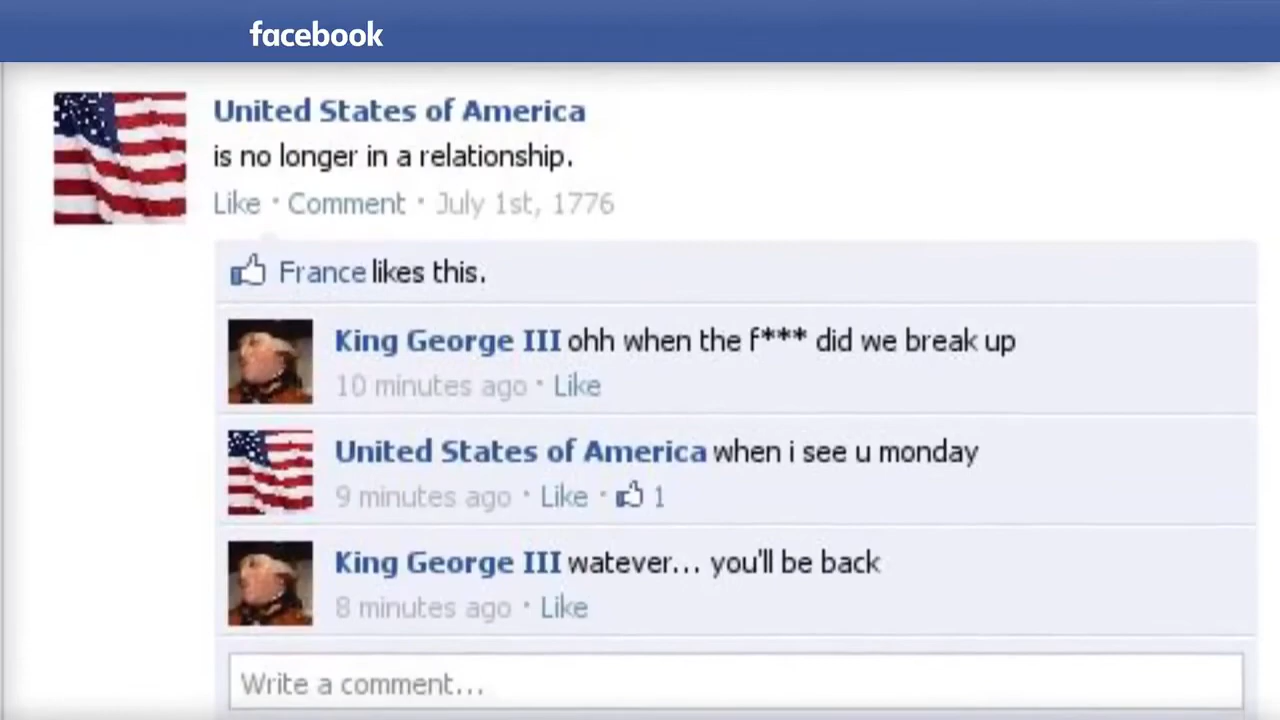 facebook
United States of America
is no longer in a relationship.
Like · Comment · July 1st, 1776
France likes this.
King George III ohh when the f*** did we break up
10 minutes ago · Like
United States of America when i see u monday
9 minutes ago · Like · 1
King George III watever... you'll be back
8 minutes ago · Like
Write a comment...